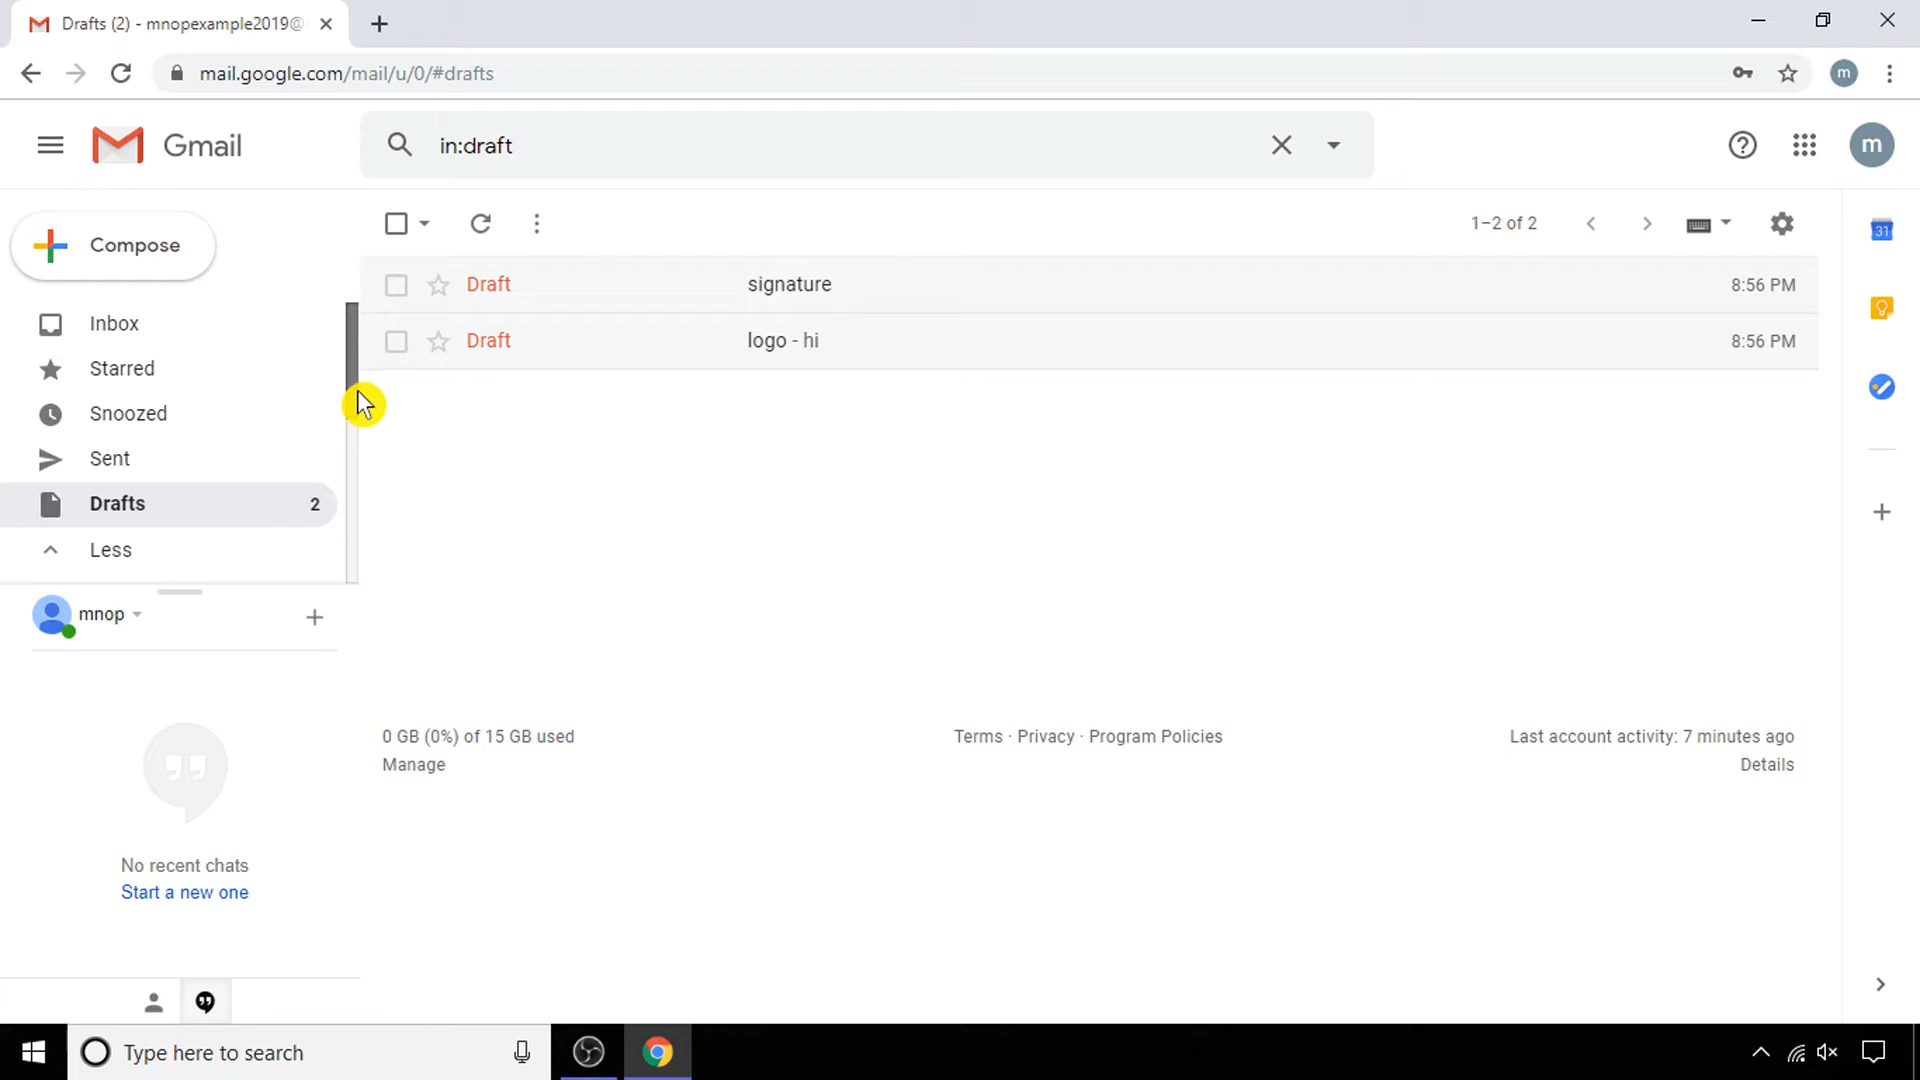 Drafts (2) - mnopexample2019@
mail.google.com/mail/u/0/#drafts
m
Gmail
in:draft
m
Compose
1–2 of 2
31
Draft signature 8:56 PM
Draft logo - hi 8:56 PM
Inbox
Starred
Snoozed
Sent
Drafts 2
Less
mnop
0 GB (0%) of 15 GB used
Manage
Terms · Privacy · Program Policies
Last account activity: 7 minutes ago
Details
No recent chats
Start a new one
Type here to search